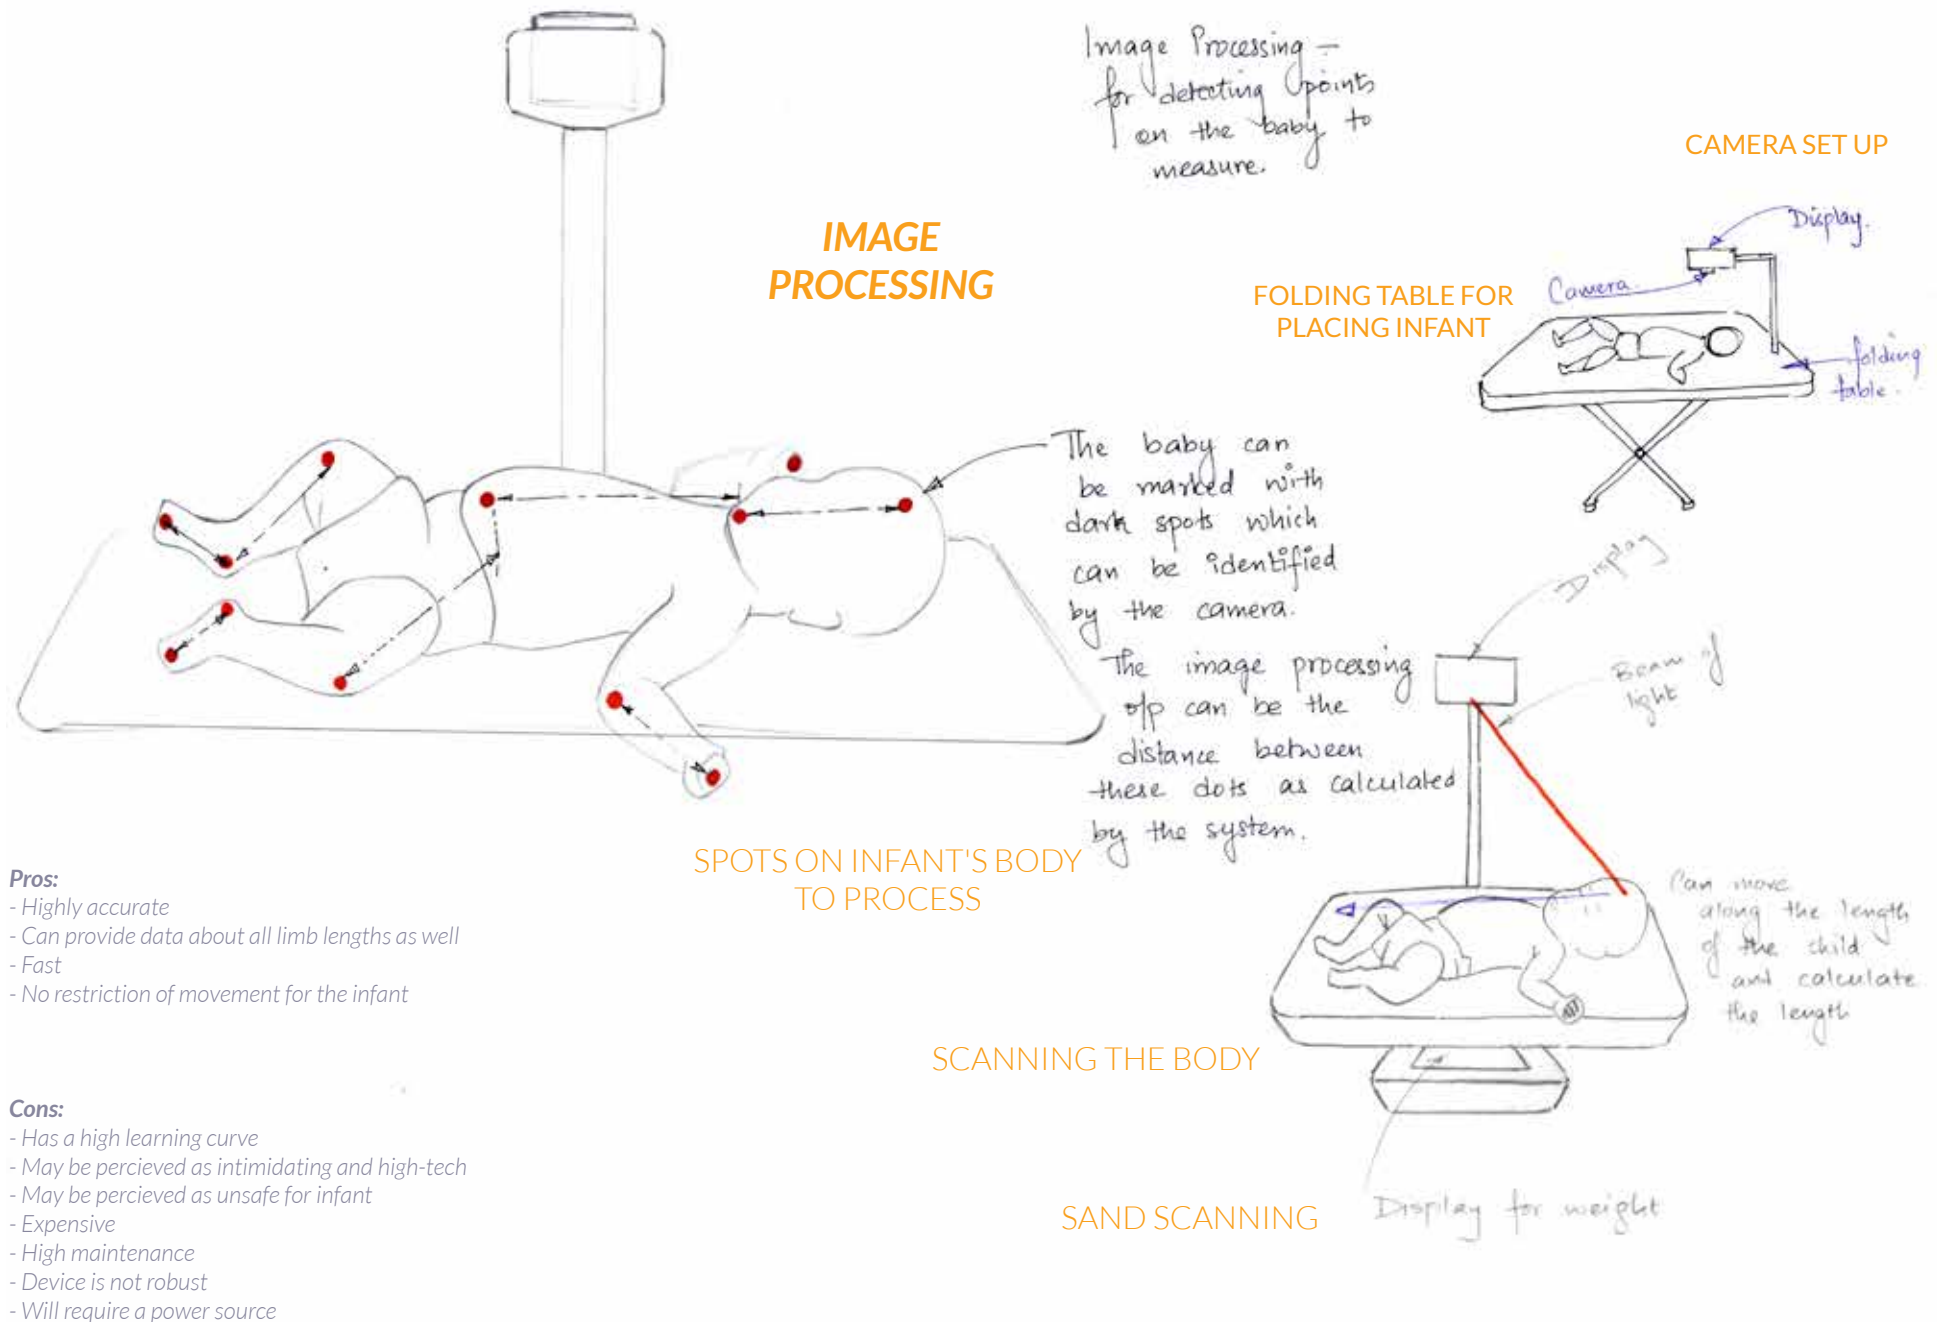 Image Processing –
for detecting points
on the baby to
measure.
CAMERA SET UP
IMAGE
PROCESSING
Display.
Camera.
FOLDING TABLE FOR
PLACING INFANT
folding
table.
The baby can
be marked with
dark spots which
can be identified
by the camera.
The image processing
o/p can be the
distance between
these dots as calculated
by the system.
SPOTS ON INFANT'S BODY
TO PROCESS
Display
Beam of
light
Can move
along the length
of the child
and calculate
the length
SCANNING THE BODY
SAND SCANNING
Display for weight
Pros:
- Highly accurate
- Can provide data about all limb lengths as well
- Fast
- No restriction of movement for the infant
Cons:
- Has a high learning curve
- May be percieved as intimidating and high-tech
- May be percieved as unsafe for infant
- Expensive
- High maintenance
- Device is not robust
- Will require a power source